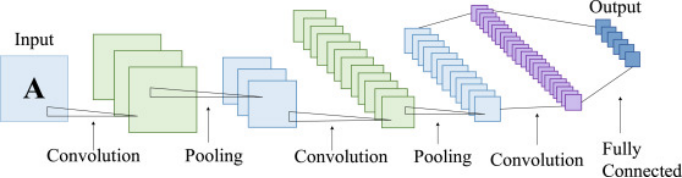 Output
Input
A
Convolution
Pooling
Convolution
Pooling
Convolution
Fully
Connected